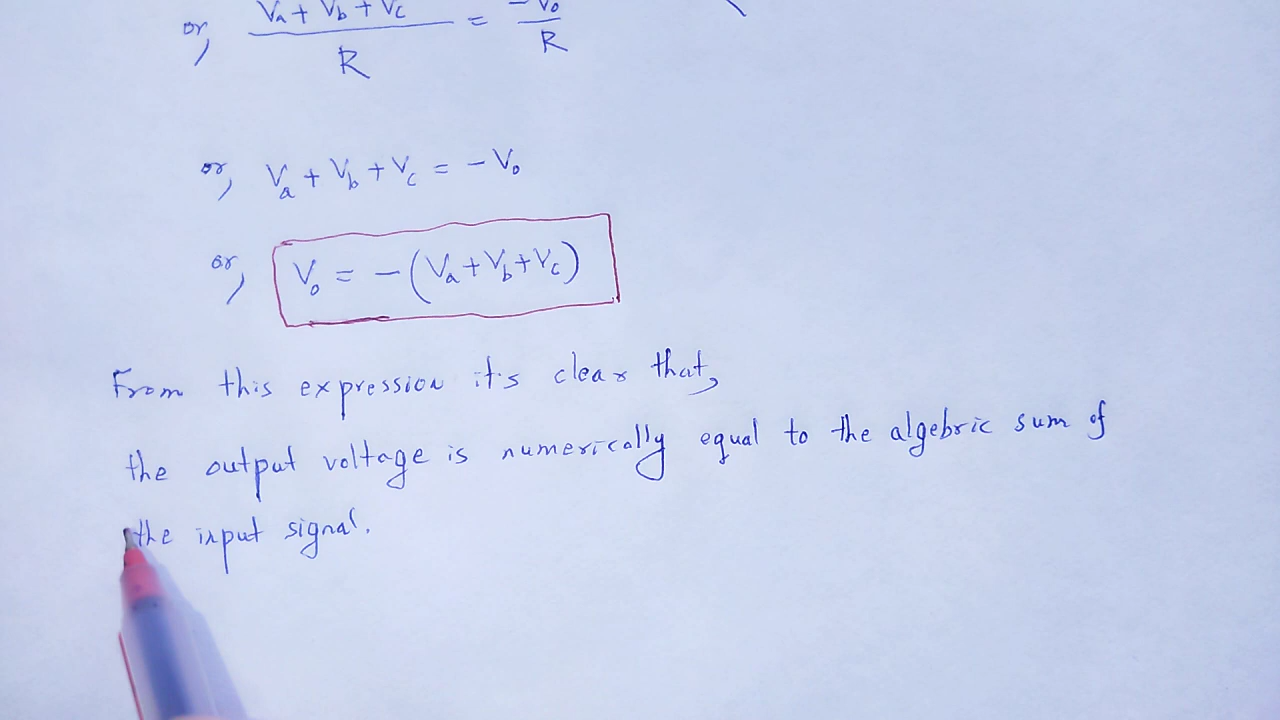 or, Va + Vb + Vc / R = -Vo / R
or, Va + Vb + Vc = - Vo
or, Vo = - (Va + Vb + Vc)
From this expression it's clear that,
the output voltage is numerically equal to the algebric sum of
the input signal.